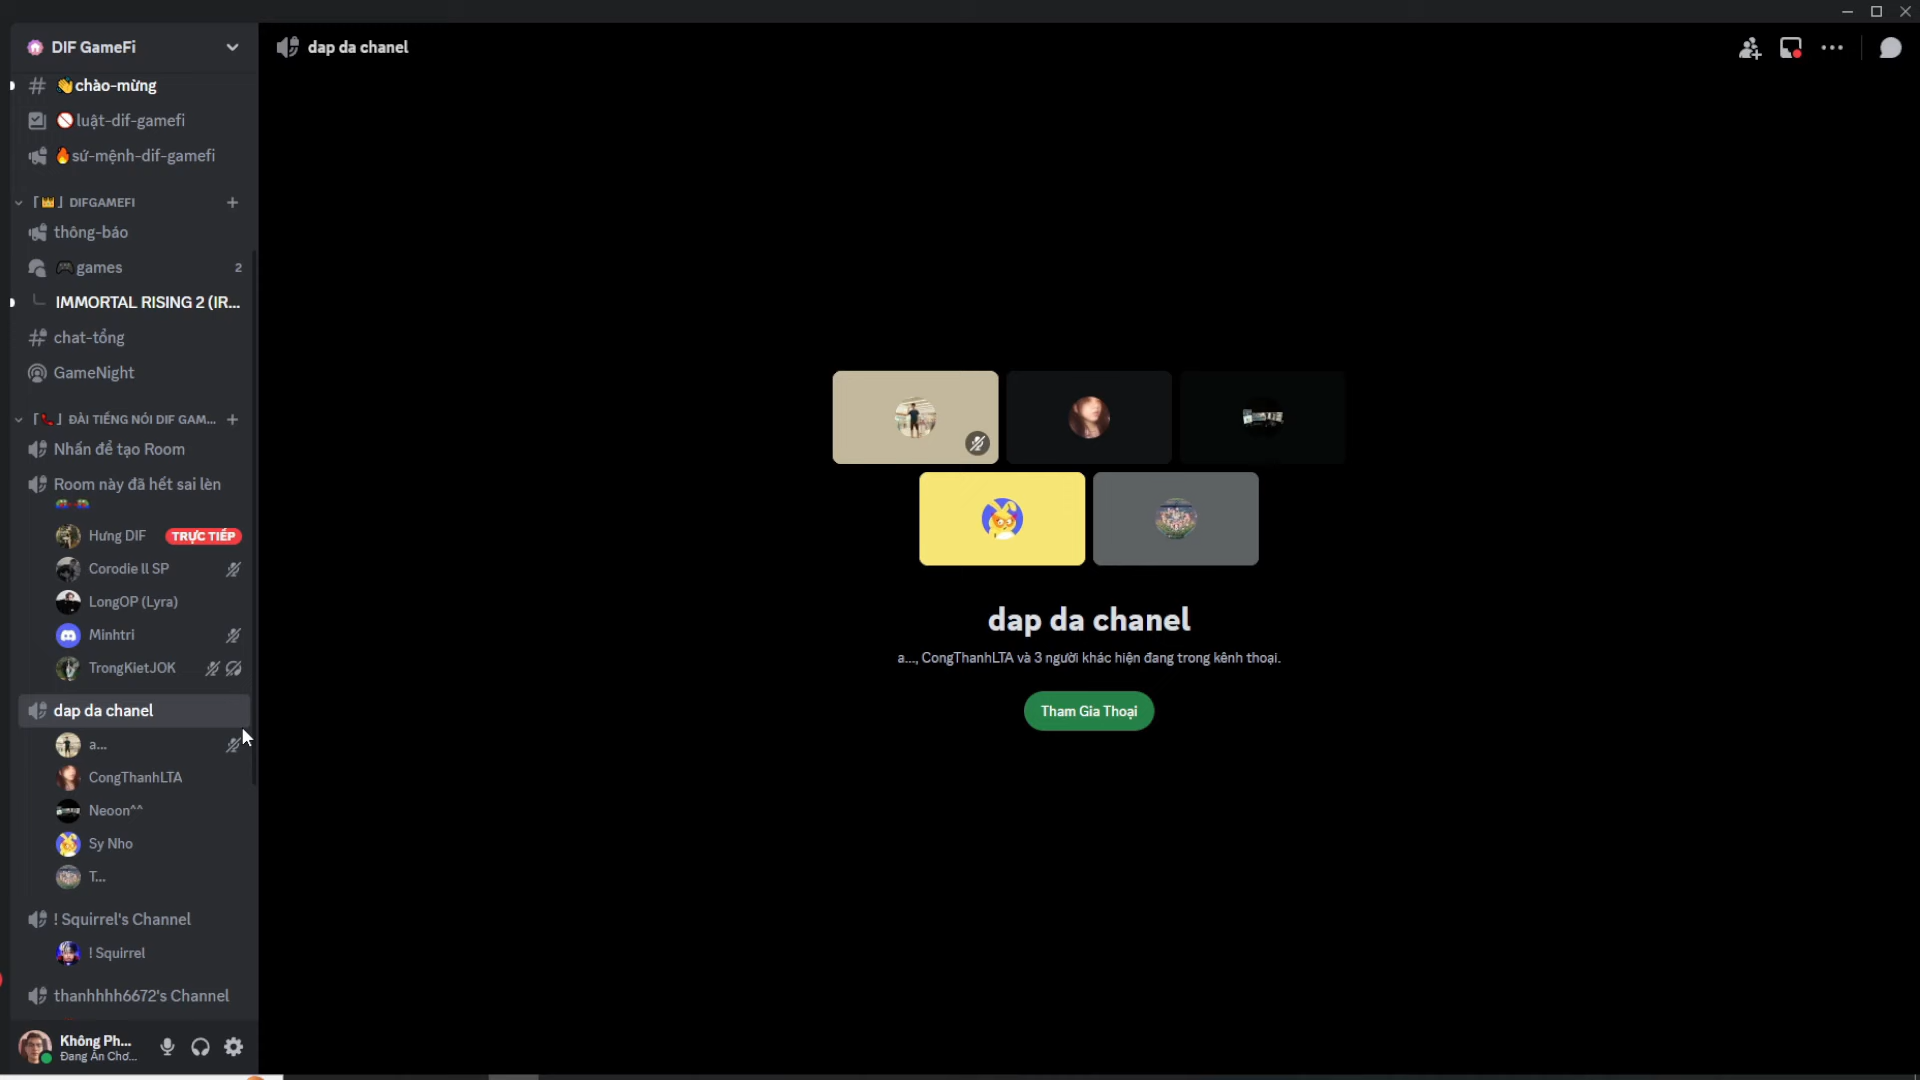 DIF GameFi
chào-mừng
luật-dif-gamefi
sứ-mệnh-dif-gamefi
「👑」 DIFGAMEFI
thông-báo
games 2
IMMORTAL RISING 2 (IR...
chat-tổng
GameNight
「📞」 ĐÀI TIẾNG NÓI DIF GAM...
Nhấn để tạo Room
Room này đã hết sai lèn
Hưng DIF TRỰC TIẾP
Corodie ll SP
LongOP (Lyra)
Minhtri
TrongKietJOK
dap da chanel
a...
CongThanhLTA
Neoon^^
Sy Nho
T...
! Squirrel's Channel
! Squirrel
thanhhhh6672's Channel
Không Ph...
Đang Ăn Chơ...
dap da chanel
dap da chanel
a..., CongThanhLTA và 3 người khác hiện đang trong kênh thoại.
Tham Gia Thoại